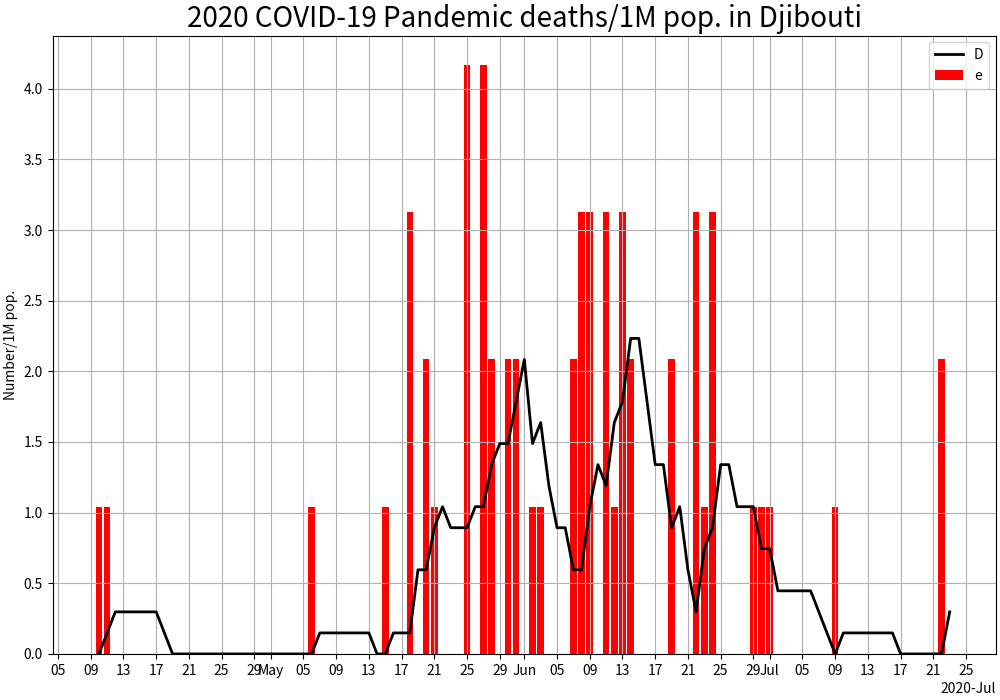 2020 COVID-19 Pandemic deaths/1M pop. in Djibouti
D
e
Number/1M pop.
4.0
3.5
3.0
2.5
2.0
1.5
1.0
0.5
0.0
05 09 13 17 21 25 29 May 05 09 13 17 21 25 29 Jun 05 09 13 17 21 25 29 Jul 05 09 13 17 21 25
2020-Jul